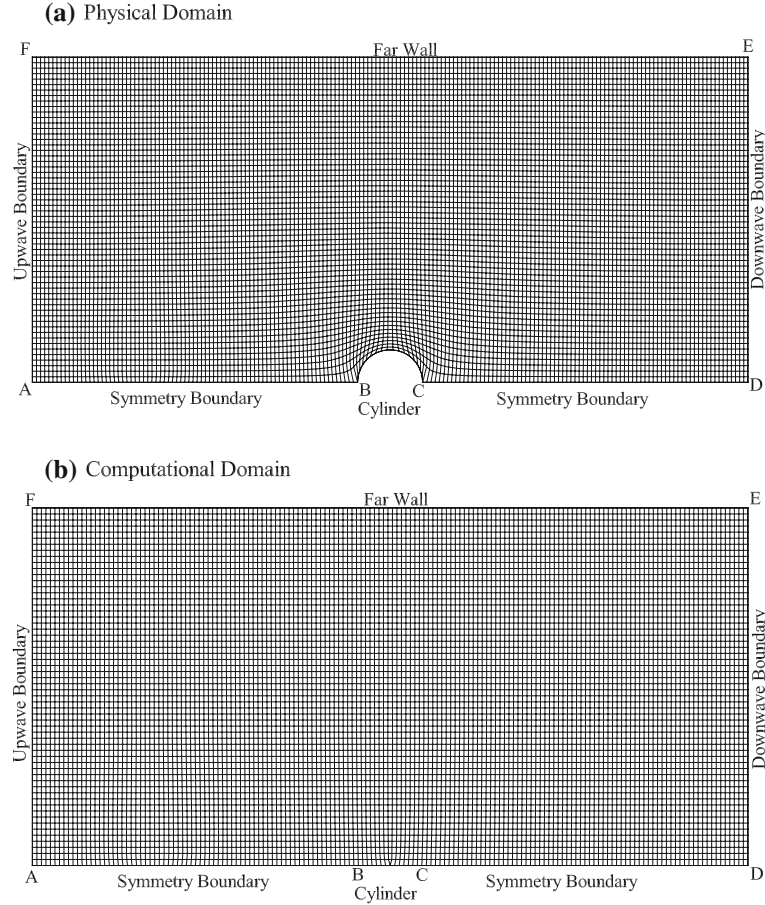 (a) Physical Domain
F
Far Wall
E
Upwave Boundary
Downwave Boundary
A
Symmetry Boundary
B
C
Cylinder
Symmetry Boundary
D
(b) Computational Domain
F
Far Wall
E
Upwave Boundary
Downwave Boundary
A
Symmetry Boundary
B
C
Cylinder
Symmetry Boundary
D